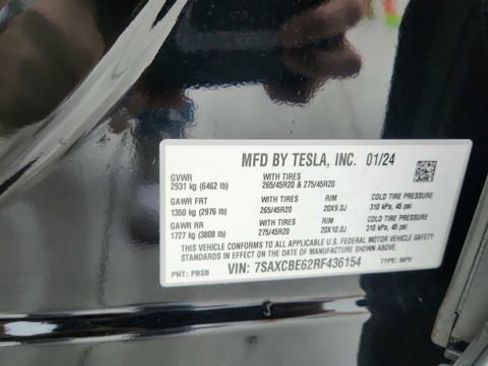 MFD BY TESLA, INC. 01/24
GVWR WITH TIRES
2931 kg (6462 lb) 265/45R20 & 275/45R20
GAWR FRT WITH TIRES RIM COLD TIRE PRESSURE
1350 kg (2976 lb) 265/45R20 20X9.0J 310 kPa, 45 psi
GAWR RR WITH TIRES RIM COLD TIRE PRESSURE
1727 kg (3808 lb) 275/45R20 20X10.0J 310 kPa, 45 psi
THIS VEHICLE CONFORMS TO ALL APPLICABLE U.S. FEDERAL MOTOR VEHICLE SAFETY
STANDARDS IN EFFECT ON THE DATE OF MANUFACTURE SHOWN ABOVE
PNT: PBSB VIN: 7SAXCBE62RF436154 TYPE: MPV